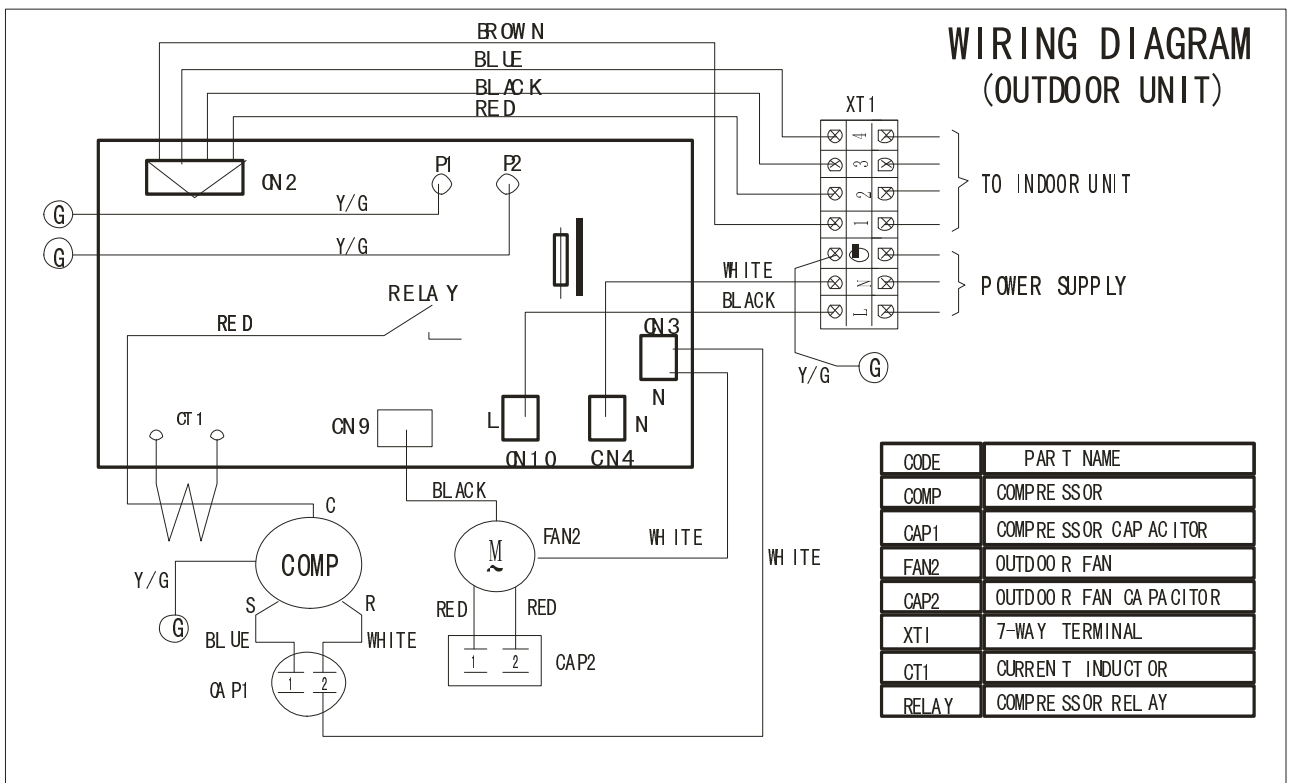 WIRING DIAGRAM
(OUTDOOR UNIT)
BROWN
BLUE
BLACK
RED
XT1
4
3
2
1
N
L
TO INDOOR UNIT
POWER SUPPLY
CN2
P1
P2
G
Y/G
G
Y/G
WHITE
BLACK
RELAY
RED
CN3
N
Y/G
G
CT1
CN9
L
CN10
N
CN4
BLACK
C
COMP
M
~
FAN2
WHITE
WHITE
Y/G
G
S
R
BLUE
WHITE
RED
RED
CAP1
1
2
1
2
CAP2
CODE PART NAME
COMP COMPRESSOR
CAP1 COMPRESSOR CAPACITOR
FAN2 OUTDOOR FAN
CAP2 OUTDOOR FAN CAPACITOR
XTI 7-WAY TERMINAL
CT1 CURRENT INDUCTOR
RELAY COMPRESSOR RELAY